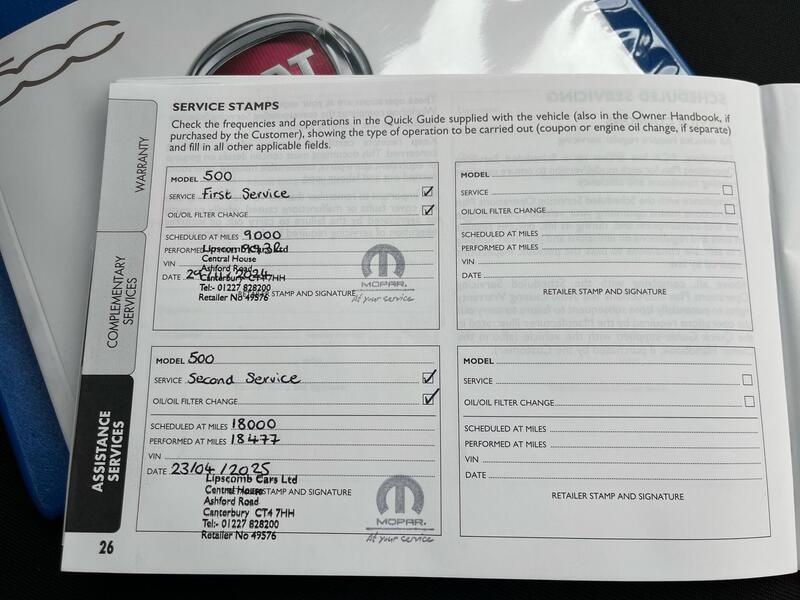 SERVICE STAMPS
Check the frequencies and operations in the Quick Guide supplied with the vehicle (also in the Owner Handbook, if
purchased by the Customer), showing the type of operation to be carried out (coupon or engine oil change, if separate)
and fill in all other applicable fields.
WARRANTY
COMPLEMENTARY
SERVICES
ASSISTANCE
SERVICES
MODEL 500
SERVICE First Service
OIL/OIL FILTER CHANGE
SCHEDULED AT MILES 9000
PERFORMED
Lipscomb Cars Ltd
VIN
Central House
Ashford Road
DATE
Canterbury CT4 7HH
Tel:- 01227 828200
RETAILER STAMP AND SIGNATURE
Retailer No 49576
MOPAR.
At your service
MODEL
SERVICE
OIL/OIL FILTER CHANGE
SCHEDULED AT MILES
PERFORMED AT MILES
VIN
DATE
RETAILER STAMP AND SIGNATURE
MODEL 500
SERVICE Second Service
OIL/OIL FILTER CHANGE
SCHEDULED AT MILES 18000
PERFORMED AT MILES 18477
VIN
DATE 23/04/2025
Lipscomb Cars Ltd
Central House
STAMP AND SIGNATURE
Ashford Road
Canterbury CT4 7HH
Tel:- 01227 828200
Retailer No 49576
MOPAR.
At your service
MODEL
SERVICE
OIL/OIL FILTER CHANGE
SCHEDULED AT MILES
PERFORMED AT MILES
VIN
DATE
RETAILER STAMP AND SIGNATURE
26